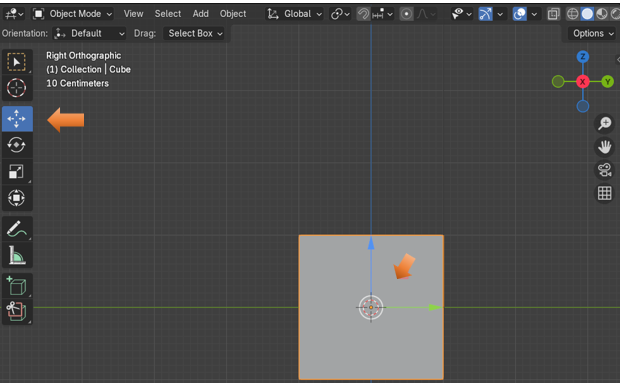 Object Mode View Select Add Object Global
Orientation: Default Drag: Select Box Options
Right Orthographic
(1) Collection | Cube
10 Centimeters
Z
X
Y